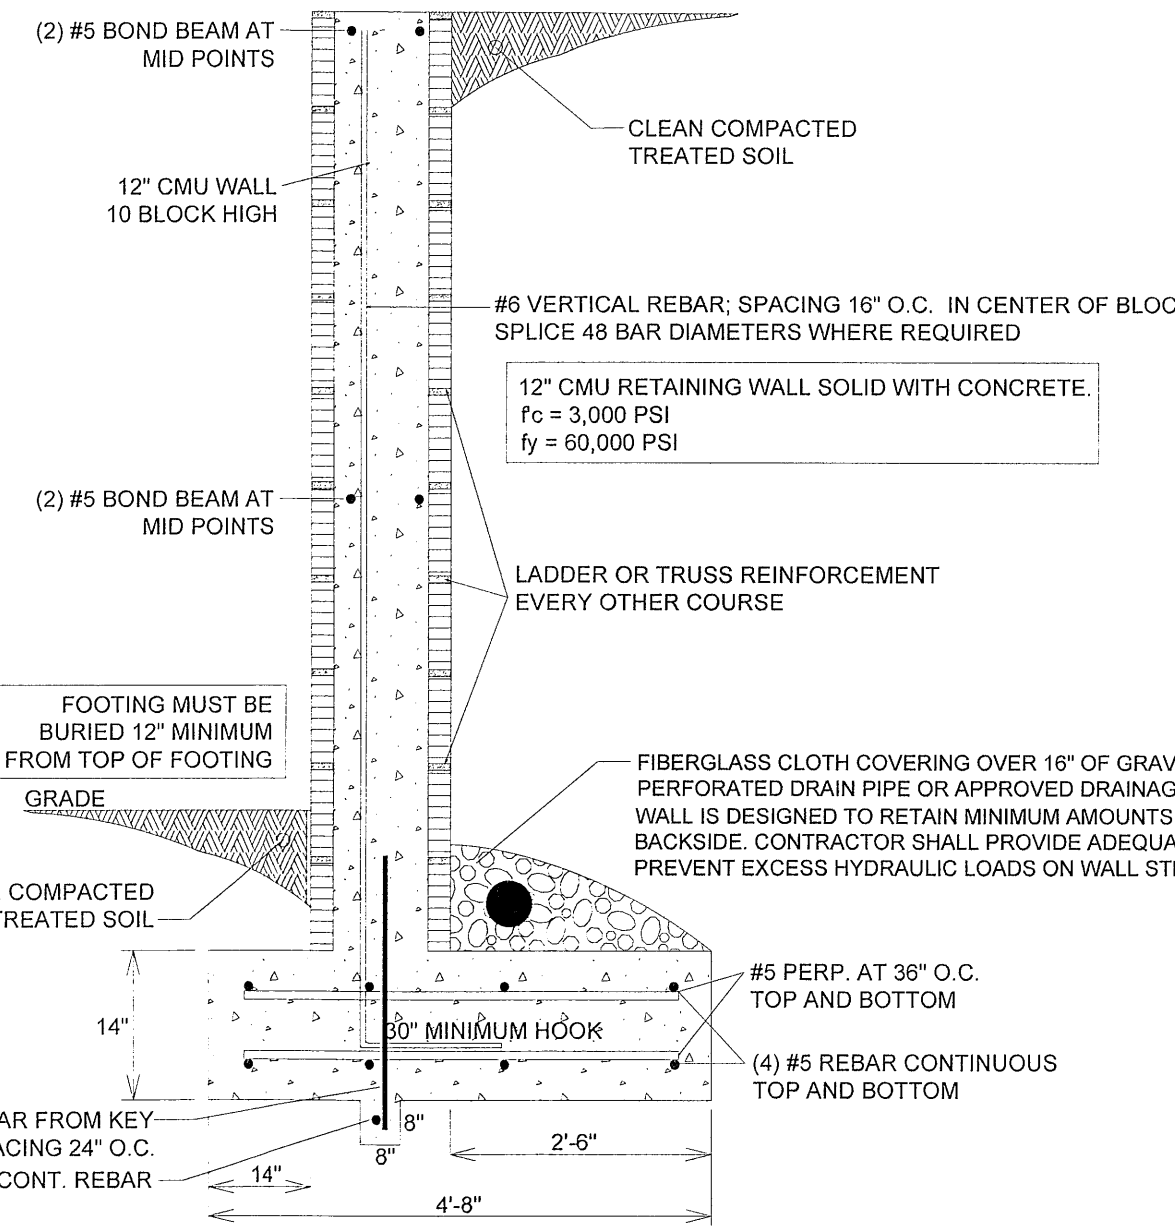 (2) #5 BOND BEAM AT
MID POINTS
CLEAN COMPACTED
TREATED SOIL
12" CMU WALL
10 BLOCK HIGH
#6 VERTICAL REBAR; SPACING 16" O.C. IN CENTER OF BLOC
SPLICE 48 BAR DIAMETERS WHERE REQUIRED
12" CMU RETAINING WALL SOLID WITH CONCRETE.
f'c = 3,000 PSI
fy = 60,000 PSI
(2) #5 BOND BEAM AT
MID POINTS
LADDER OR TRUSS REINFORCEMENT
EVERY OTHER COURSE
FOOTING MUST BE
BURIED 12" MINIMUM
FROM TOP OF FOOTING
GRADE
FIBERGLASS CLOTH COVERING OVER 16" OF GRAV
PERFORATED DRAIN PIPE OR APPROVED DRAINAG
WALL IS DESIGNED TO RETAIN MINIMUM AMOUNTS
BACKSIDE. CONTRACTOR SHALL PROVIDE ADEQUA
PREVENT EXCESS HYDRAULIC LOADS ON WALL ST
COMPACTED
TREATED SOIL
#5 PERP. AT 36" O.C.
TOP AND BOTTOM
14"
30" MINIMUM HOOK
(4) #5 REBAR CONTINUOUS
TOP AND BOTTOM
AR FROM KEY
ACING 24" O.C.
CONT. REBAR
8"
8"
2'-6"
14"
4'-8"